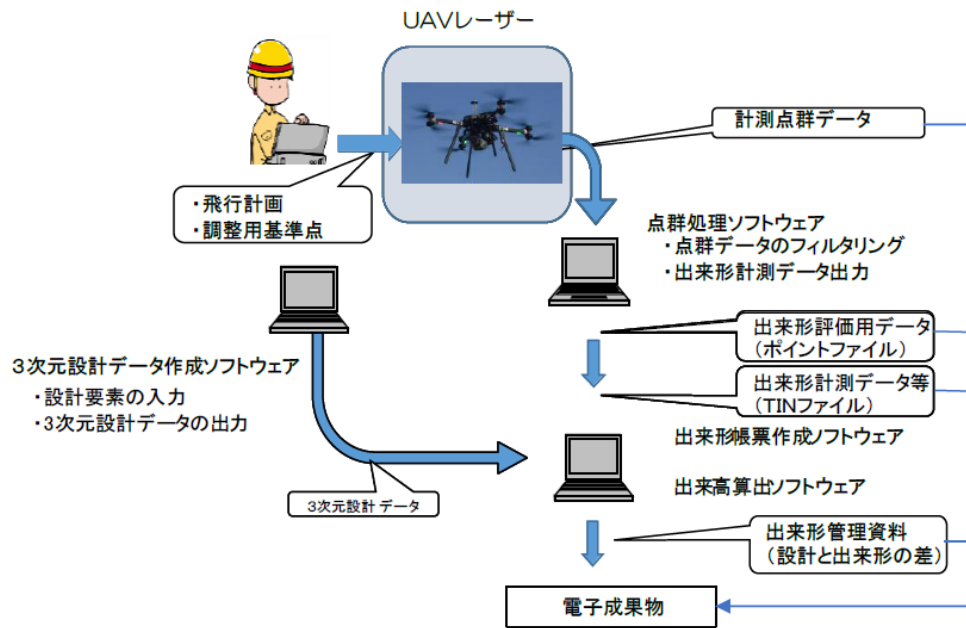 UAVレーザー
計測点群データ
・飛行計画
・調整用基準点
点群処理ソフトウェア
・点群データのフィルタリング
・出来形計測データ出力
出来形評価用データ
(ポイントファイル)
3次元設計データ作成ソフトウェア
・設計要素の入力
・3次元設計データの出力
出来形計測データ等
(TINファイル)
出来形帳票作成ソフトウェア
出来高算出ソフトウェア
3次元設計データ
出来形管理資料
(設計と出来形の差)
電子成果物